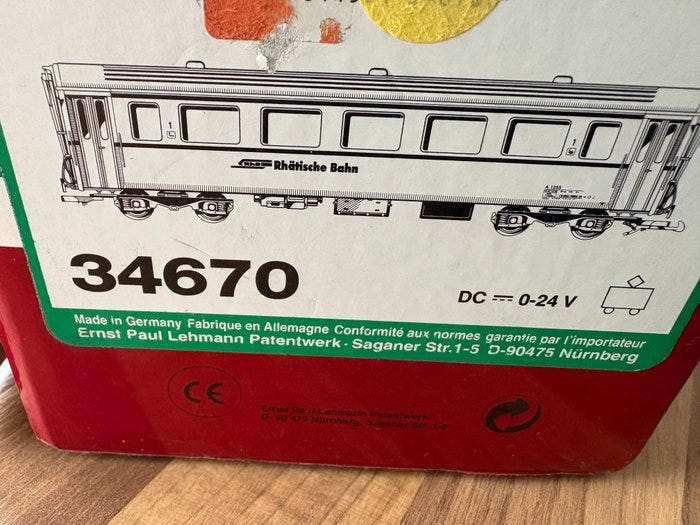 1
1
RhB Rhätische Bahn
34670
DC 0-24 V
Made in Germany Fabrique en Allemagne Conformité aux normes garantie par l'importateur
Ernst Paul Lehmann Patentwerk · Saganer Str.1-5 D-90475 Nürnberg
CE
Ernst Paul Lehmann Patentwerk
D-90 475 Nürnberg, Saganer Str. 1-5